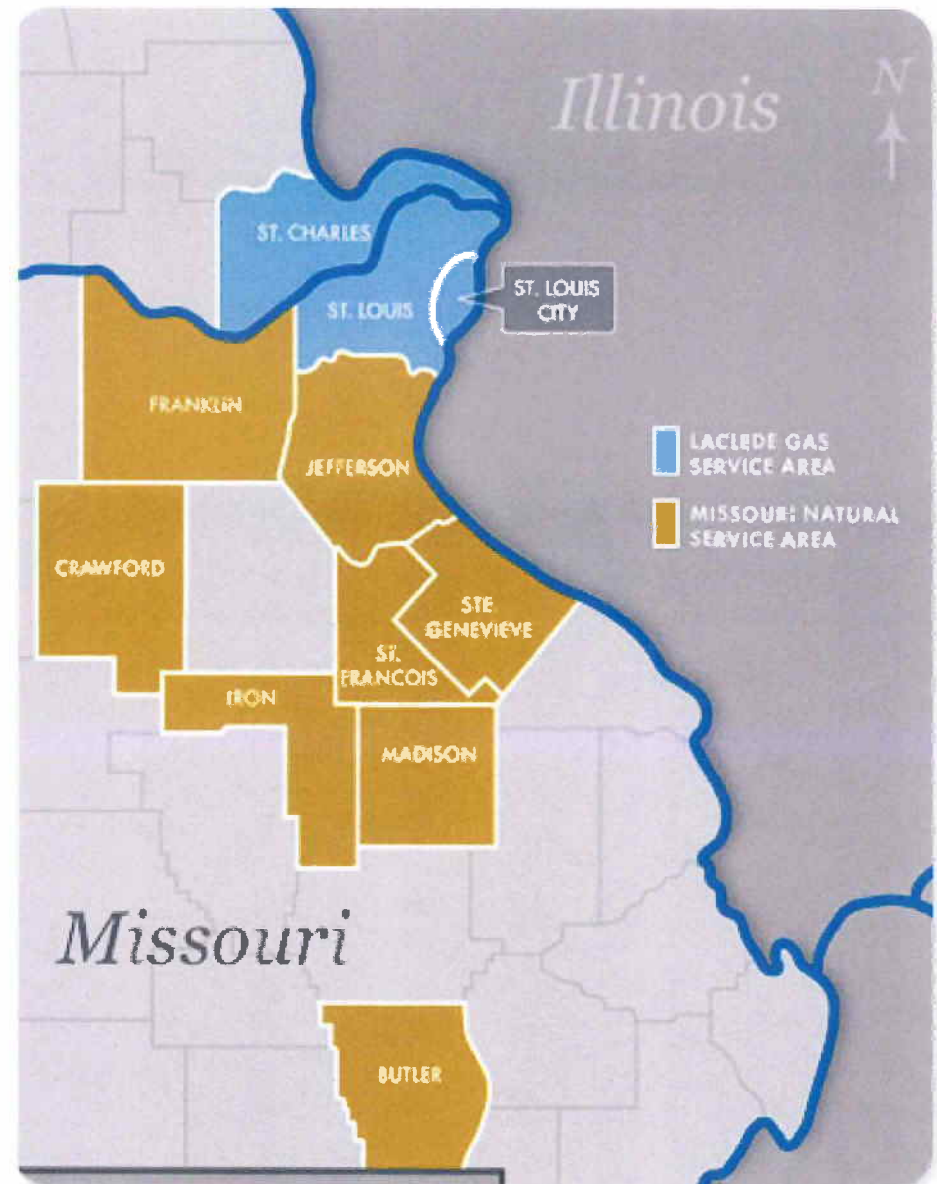 Illinois
N
ST. CHARLES
ST. LOUIS
ST. LOUIS
CITY
FRANKLIN
JEFFERSON
LACLEDE GAS
SERVICE AREA
MISSOURI NATURAL
SERVICE AREA
CRAWFORD
STE.
GENEVIEVE
ST.
FRANCOIS
IRON
MADISON
Missouri
BUTLER